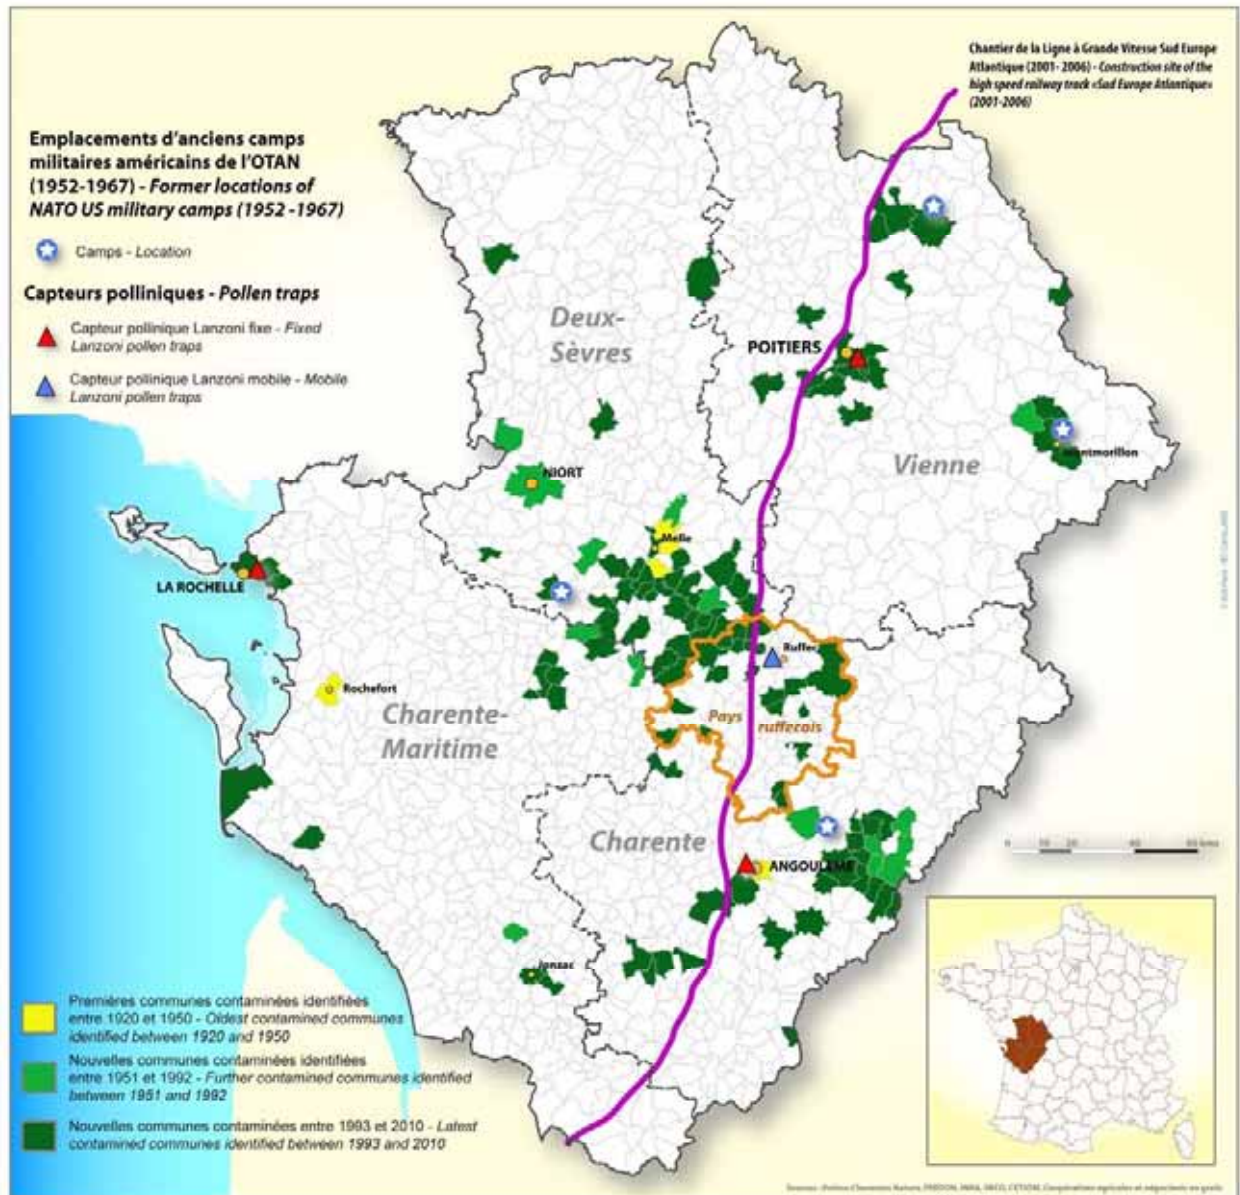 Chantier de la Ligne à Grande Vitesse Sud Europe
Atlantique (2001- 2006) - Construction site of the
high speed railway track «Sud Europe Atlantique»
(2001-2006)
Emplacements d'anciens camps
militaires américains de l'OTAN
(1952-1967) - Former locations of
NATO US military camps (1952 -1967)
Camps - Location
Capteurs polliniques - Pollen traps
Capteur pollinique Lanzoni fixe - Fixed
Lanzoni pollen traps
Capteur pollinique Lanzoni mobile - Mobile
Lanzoni pollen traps
Deux-
Sèvres
POITIERS
Vienne
Montmorillon
NIORT
Melle
LA ROCHELLE
Rochefort
Charente-
Maritime
Ruffec
Pays ruffecois
Charente
ANGOULEME
Jonzac
0 10 20 40
Premières communes contaminées identifiées
entre 1920 et 1950 - Oldest contamined communes
identified between 1920 and 1950
Nouvelles communes contaminées identifiées
entre 1951 et 1992 - Further contamined communes identified
between 1951 and 1992
Nouvelles communes contaminées entre 1993 et 2010 - Latest
contamined communes identified between 1993 and 2010